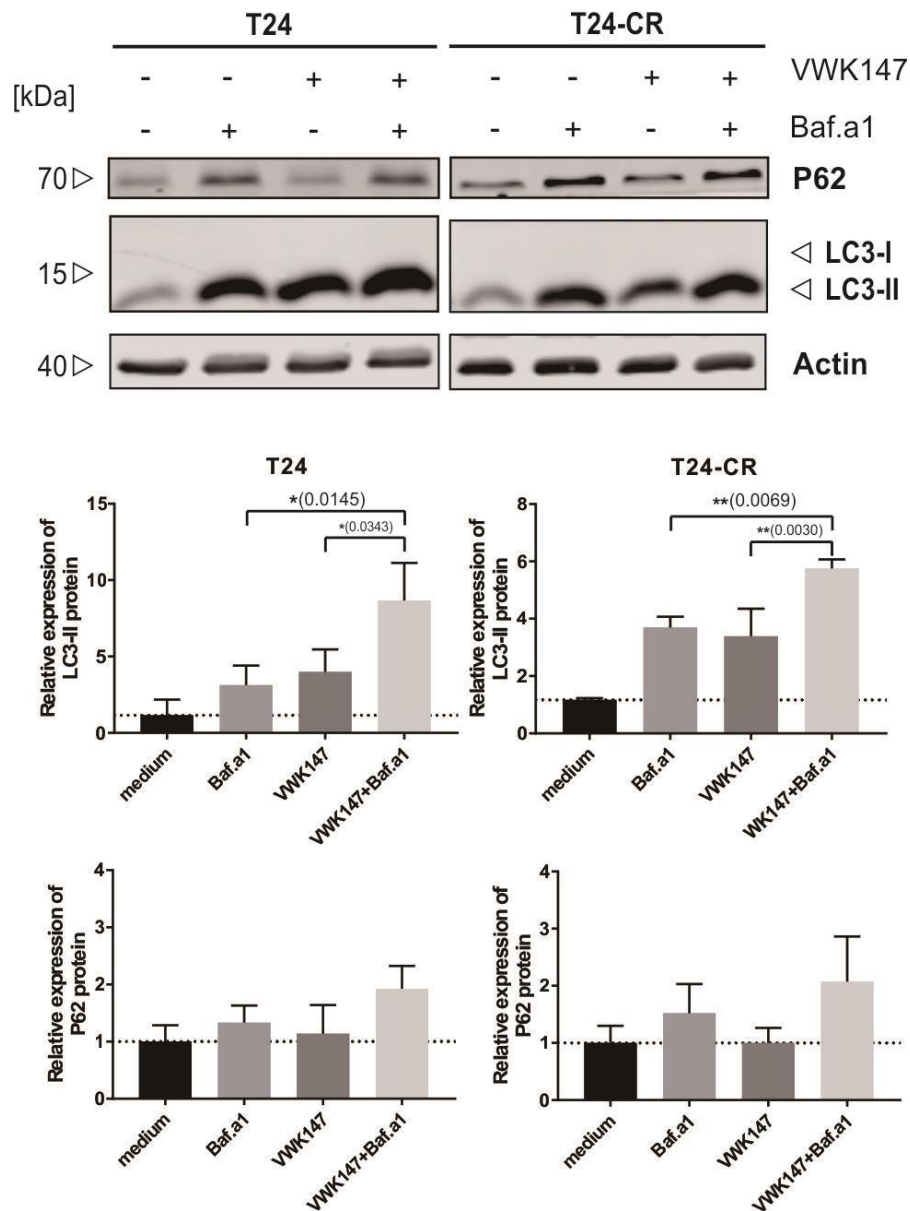 T24 T24-CR
- - + + - - + + VWK147
[kDa]
- + - + - + - + Baf.a1
70▷ P62
◁ LC3-I
15▷
◁ LC3-II
40▷ Actin
T24
Relative expression of
LC3-II protein
15
10
5
0
*(0.0145)
*(0.0343)
medium
Baf.a1
VWK147
VWK147+Baf.a1
T24-CR
Relative expression of
LC3-II protein
8
6
4
2
0
**(0.0069)
**(0.0030)
medium
Baf.a1
VWK147
WK147+Baf.a1
Relative expression of
P62 protein
4
3
2
1
0
medium
Baf.a1
VWK147
VWK147+Baf.a1
Relative expression of
P62 protein
4
3
2
1
0
medium
Baf.a1
VWK147
VWK147+Baf.a1